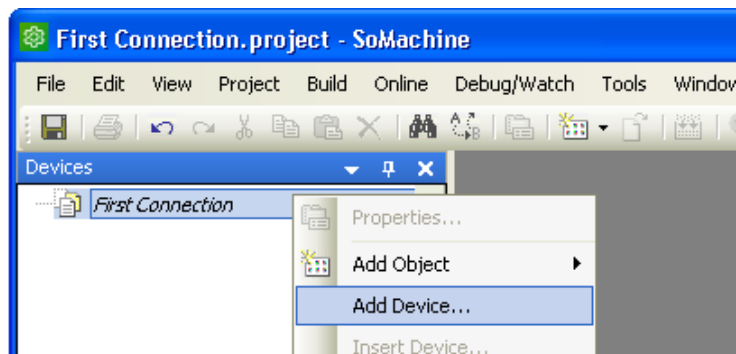 First Connection.project - SoMachine
File Edit View Project Build Online Debug/Watch Tools Window
Devices
First Connection
Properties...
Add Object
Add Device...
Insert Device...